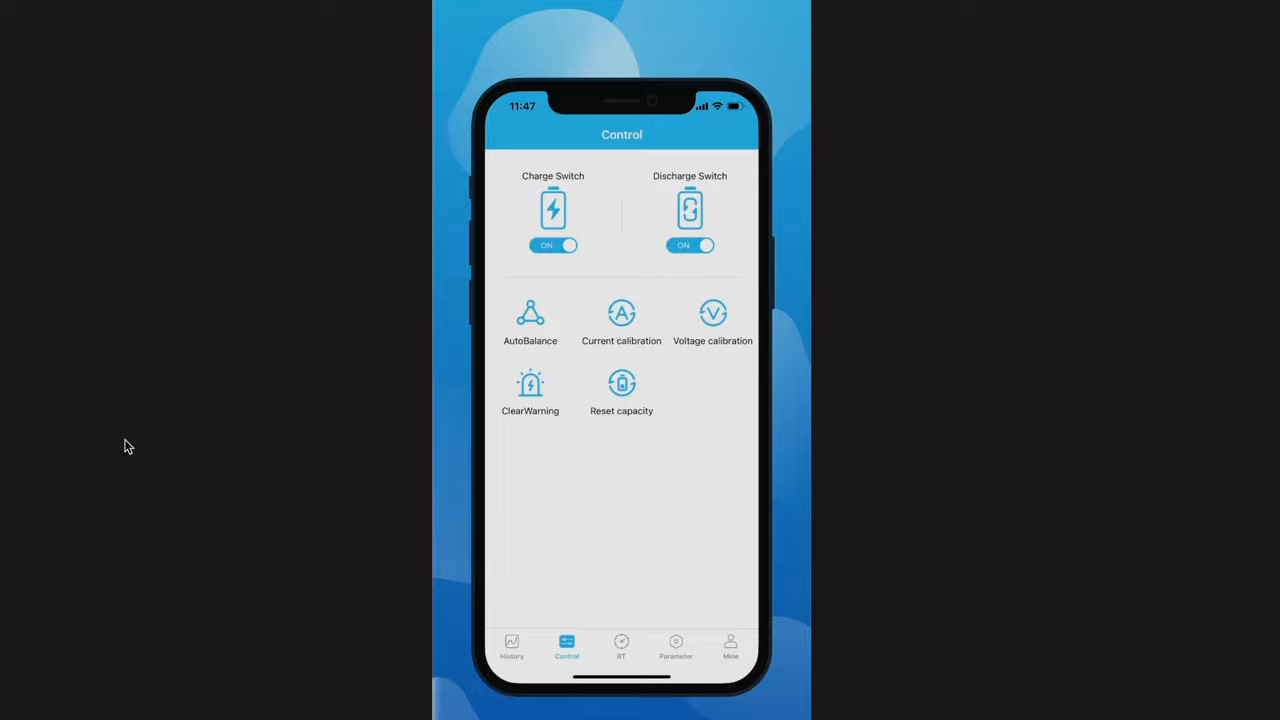 11:47
Control
Charge Switch
Discharge Switch
ON
ON
A
V
AutoBalance
Current calibration
Voltage calibration
ClearWarning
Reset capacity
History
Control
RT
Parameter
Mine